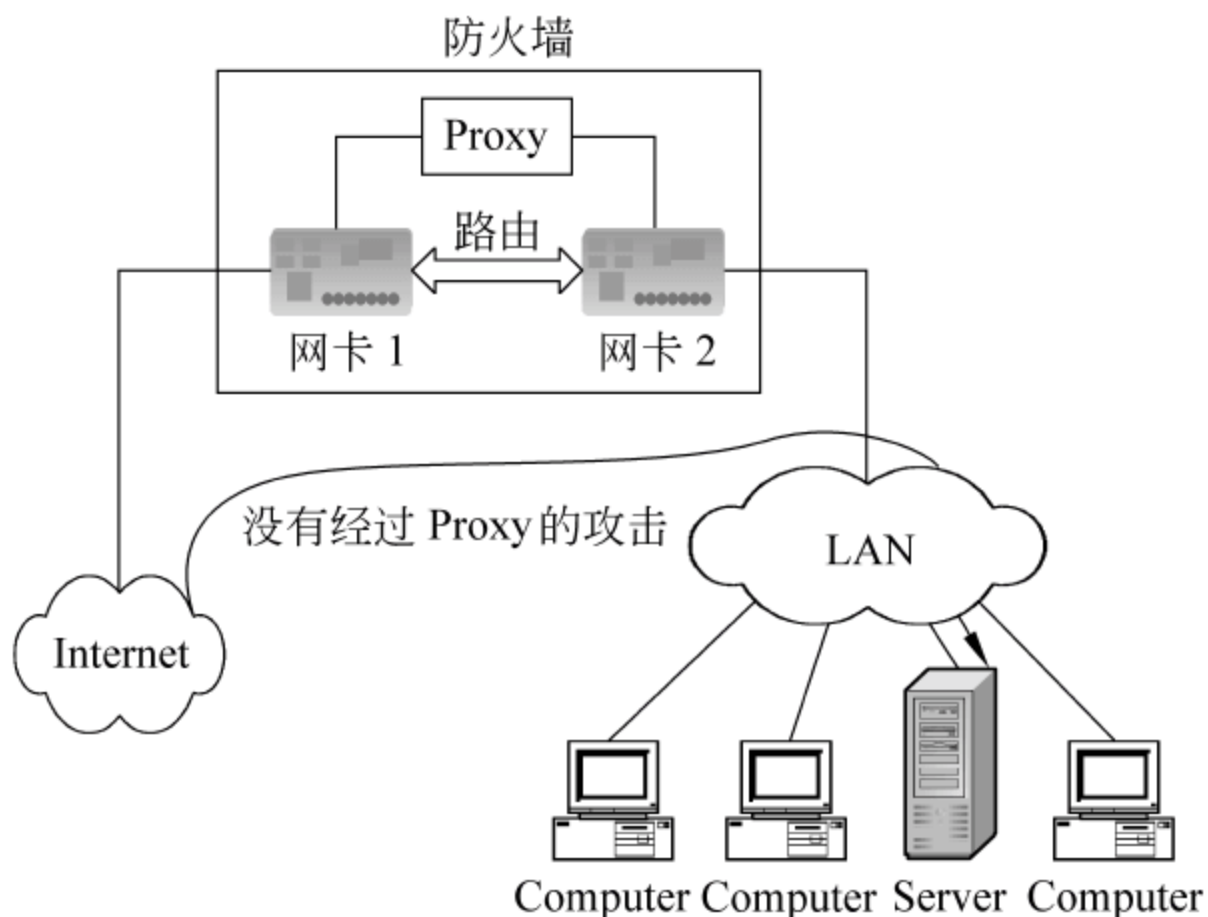 防火墙
Proxy
路由
网卡 1
网卡 2
没有经过 Proxy 的攻击
LAN
Internet
Computer
Computer
Server
Computer